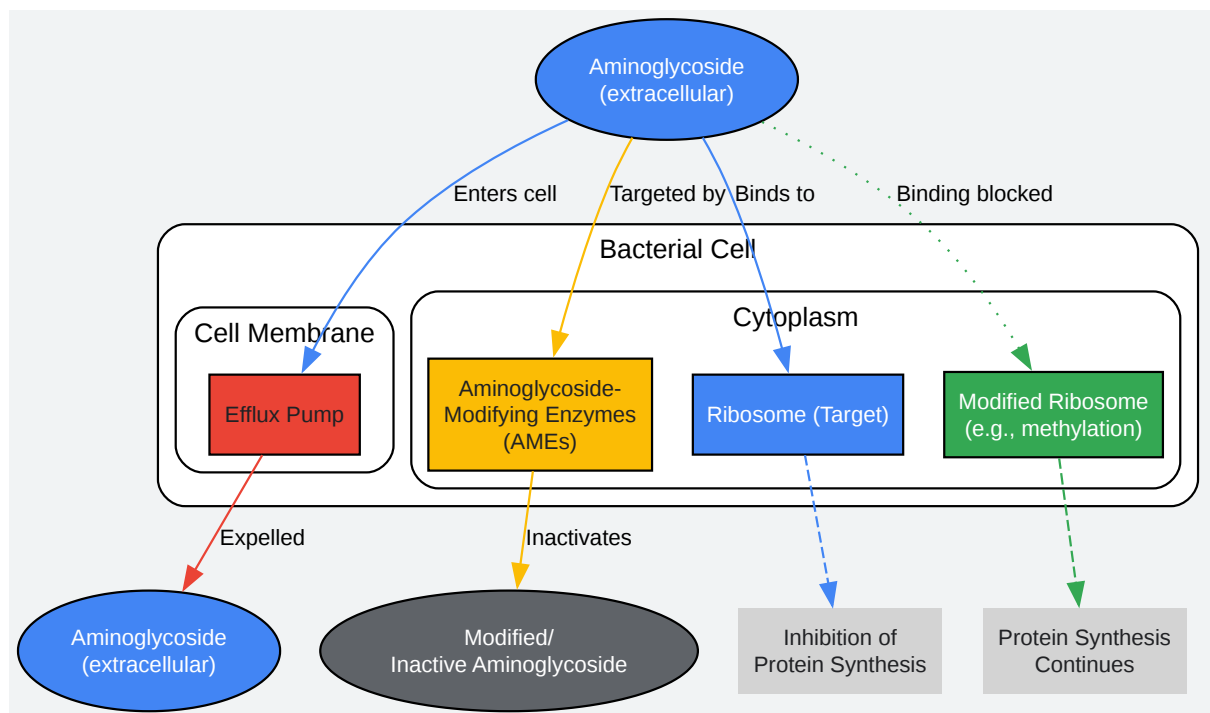 Aminoglycoside
(extracellular)
Enters cell
Targeted by
Binds to
Binding blocked
Bacterial Cell
Cell Membrane
Cytoplasm
Efflux Pump
Aminoglycoside-
Modifying Enzymes
(AMEs)
Ribosome (Target)
Modified Ribosome
(e.g., methylation)
Expelled
Inactivates
Aminoglycoside
(extracellular)
Modified/
Inactive Aminoglycoside
Inhibition of
Protein Synthesis
Protein Synthesis
Continues